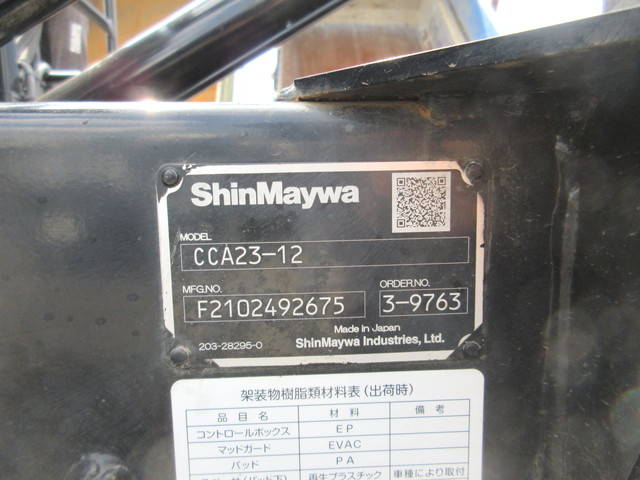 ShinMaywa
MODEL
CCA23-12
MFG.NO. ORDER.NO.
F2102492675 3-9763
Made in Japan
203-28295-0 ShinMaywa Industries, Ltd.
架装物樹脂類材料表(出荷時)
品目名 材料 備考
コントロールボックス EP
マッドガード EVAC
パッド PA
再生プラスチック 車種により取付